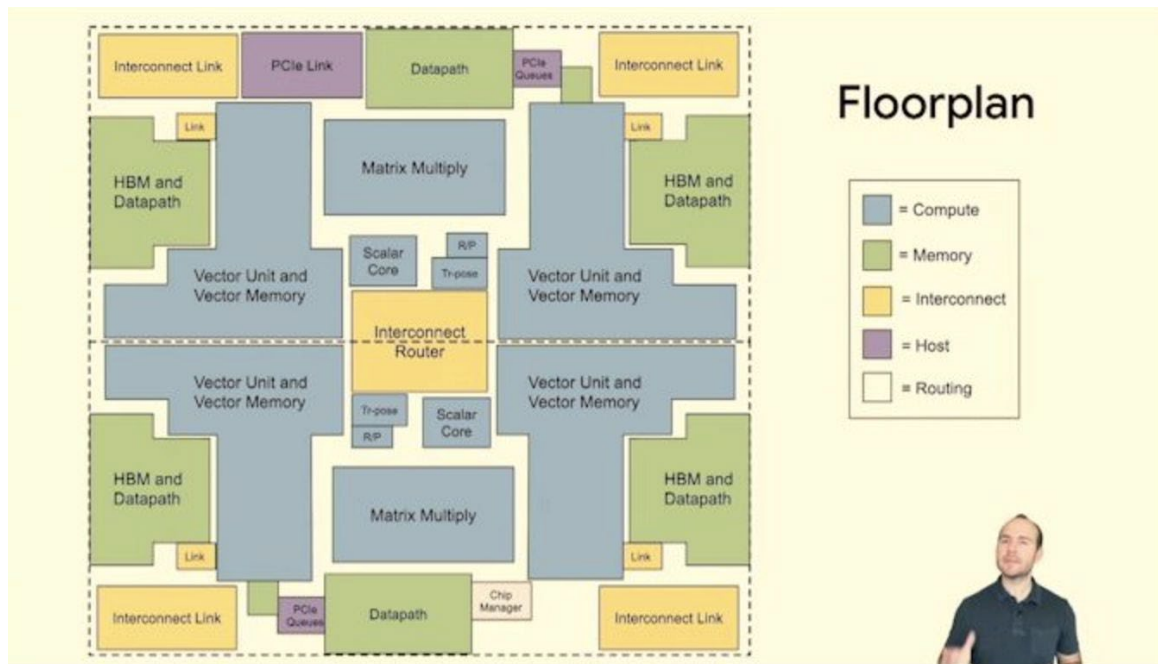 Interconnect Link
PCIe Link
Datapath
PCIe
Queues
Interconnect Link
Floorplan
Link
Link
Matrix Multiply
HBM and
Datapath
HBM and
Datapath
Scalar
Core
R/P
Tr-pose
Vector Unit and
Vector Memory
Vector Unit and
Vector Memory
Interconnect
Router
Vector Unit and
Vector Memory
Vector Unit and
Vector Memory
Tr-pose
R/P
Scalar
Core
HBM and
Datapath
HBM and
Datapath
Matrix Multiply
Link
Link
Interconnect Link
PCIe
Queues
Datapath
Chip
Manager
Interconnect Link
= Compute
= Memory
= Interconnect
= Host
= Routing